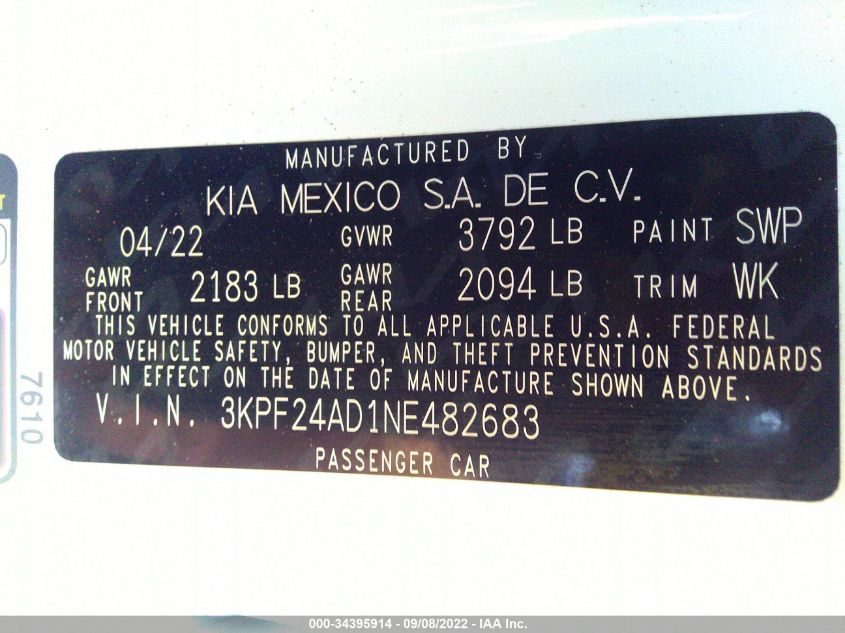 MANUFACTURED BY
KIA MEXICO S.A. DE C.V.
04/22 GVWR 3792 LB PAINT SWP
GAWR FRONT 2183 LB GAWR REAR 2094 LB TRIM WK
THIS VEHICLE CONFORMS TO ALL APPLICABLE U.S.A. FEDERAL
MOTOR VEHICLE SAFETY, BUMPER, AND THEFT PREVENTION STANDARDS
IN EFFECT ON THE DATE OF MANUFACTURE SHOWN ABOVE.
V.I.N. 3KPF24AD1NE482683
PASSENGER CAR
7610
000-34395914 - 09/08/2022 - IAA Inc.